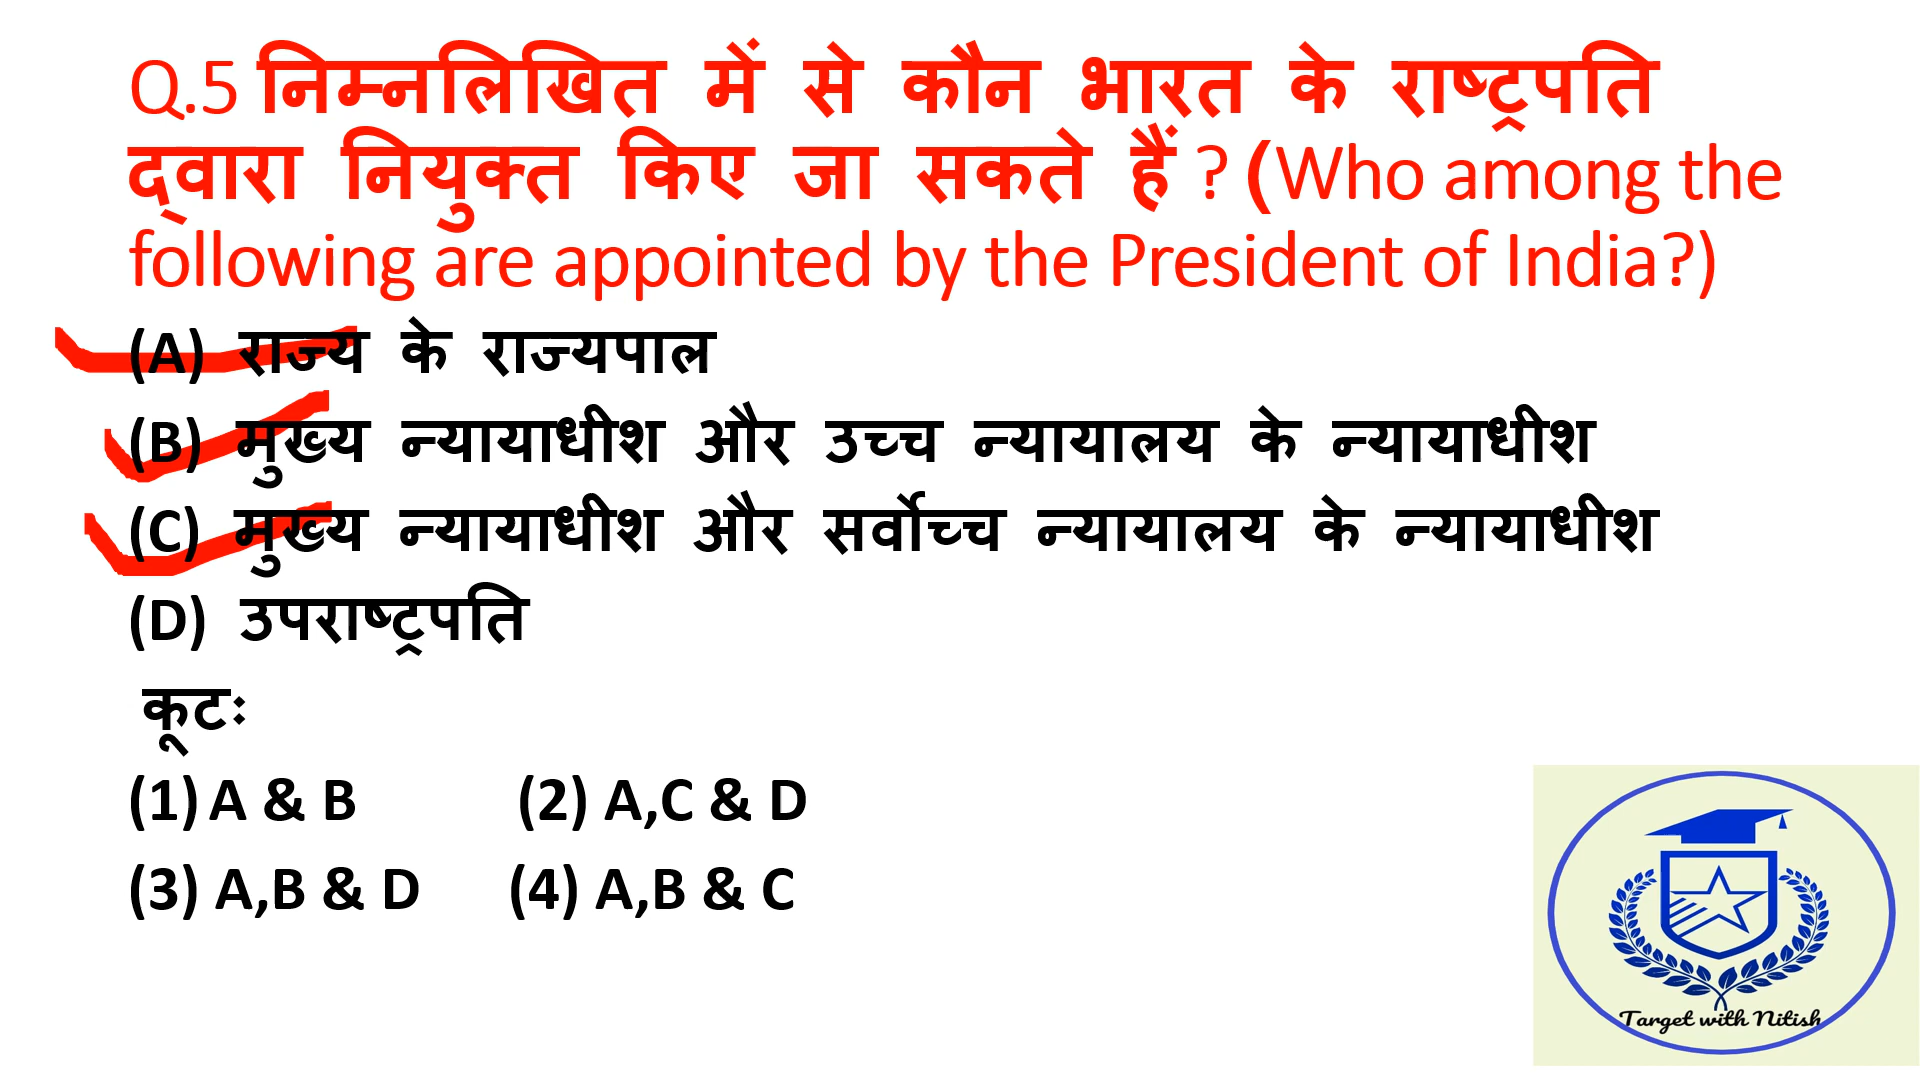 Q.5 निम्नलिखित में से कौन भारत के राष्ट्रपति
द्वारा नियुक्त किए जा सकते हैं ? (Who among the
following are appointed by the President of India?)
(A) राज्य के राज्यपाल
(B) मुख्य न्यायाधीश और उच्च न्यायालय के न्यायाधीश
(C) मुख्य न्यायाधीश और सर्वोच्च न्यायालय के न्यायाधीश
(D) उपराष्ट्रपति
कूटः
(1) A & B (2) A,C & D
(3) A,B & D (4) A,B & C
Target with Nitish